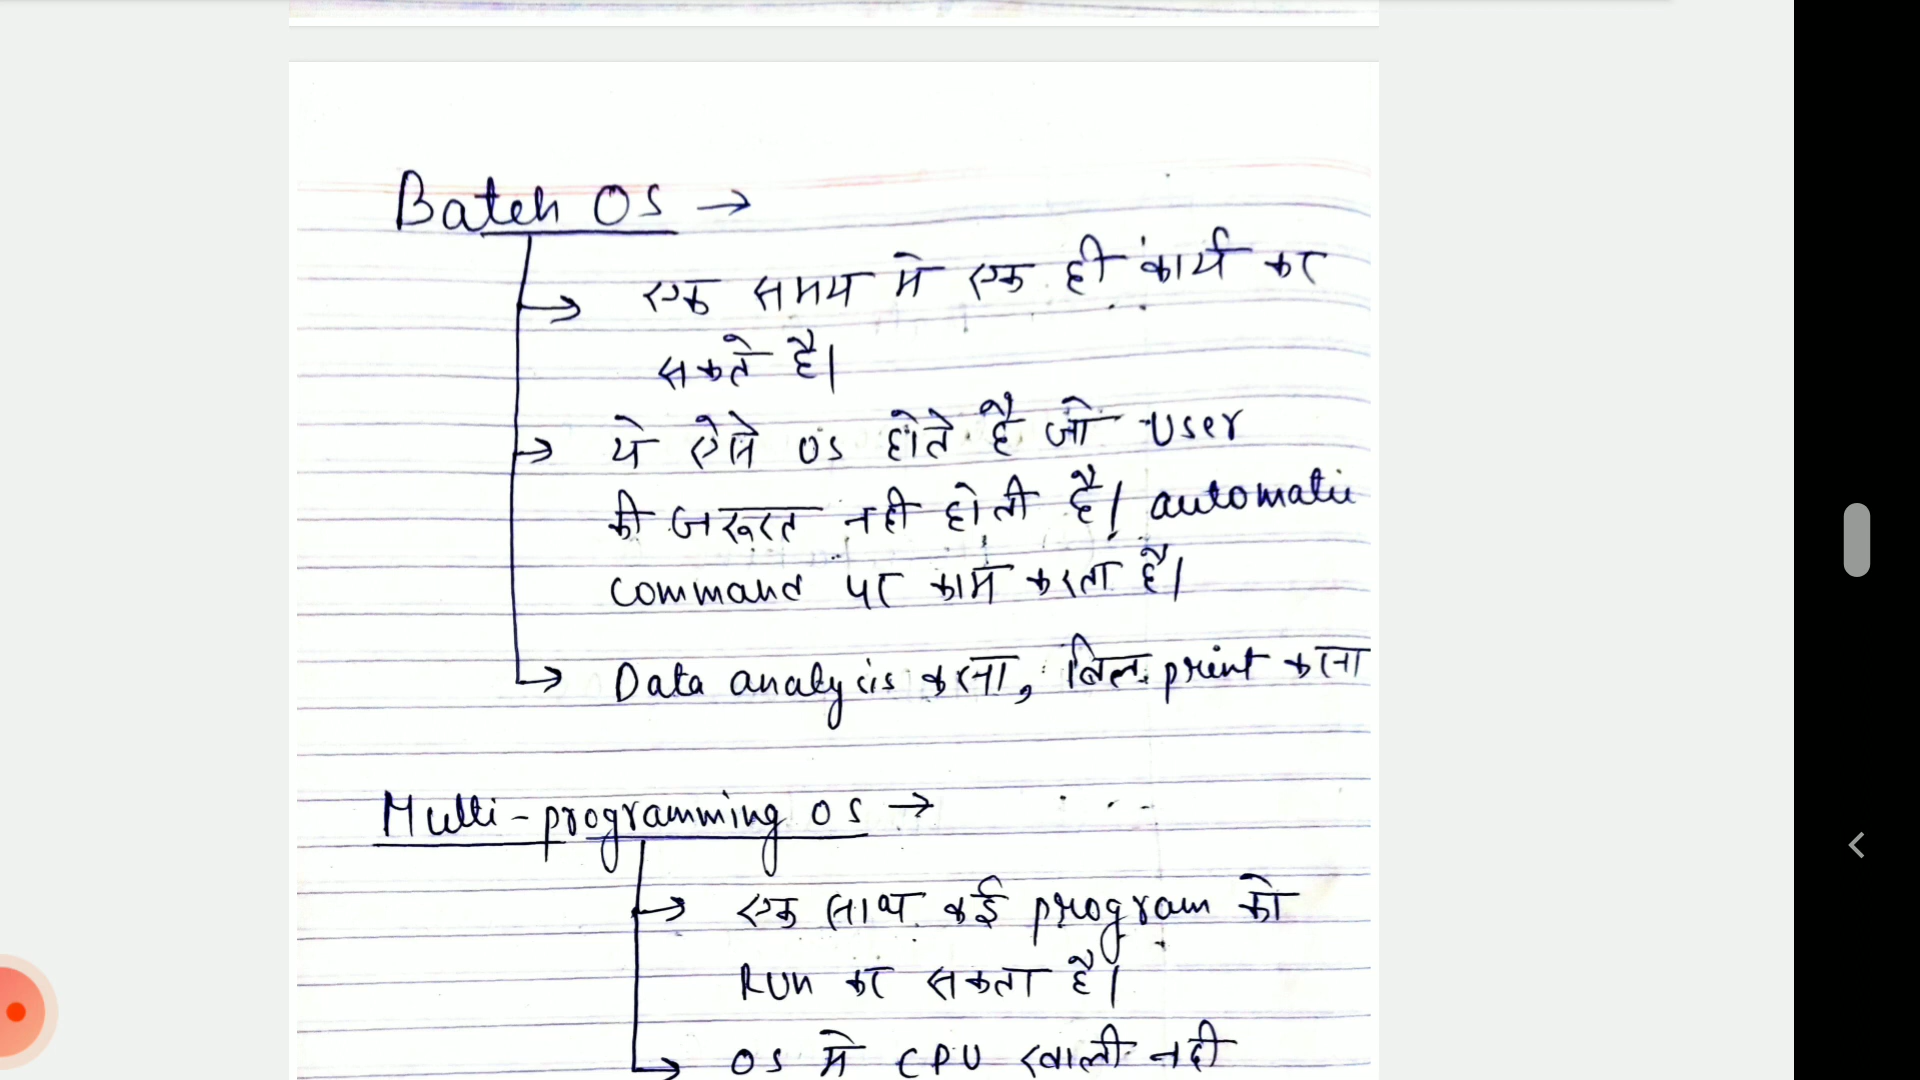 Batch OS →
→ एक समय मे एक ही कार्य कर
सकते है।
→ ये ऐसे OS होते है जो User
की जरूरत नही होती है। automatic
command पर काम करता है।
→ Data analysis करना, बिल print करना
Multi-programming OS →
→ एक साथ कई program को
Run कर सकता है।
→ OS मे CPU खाली नही